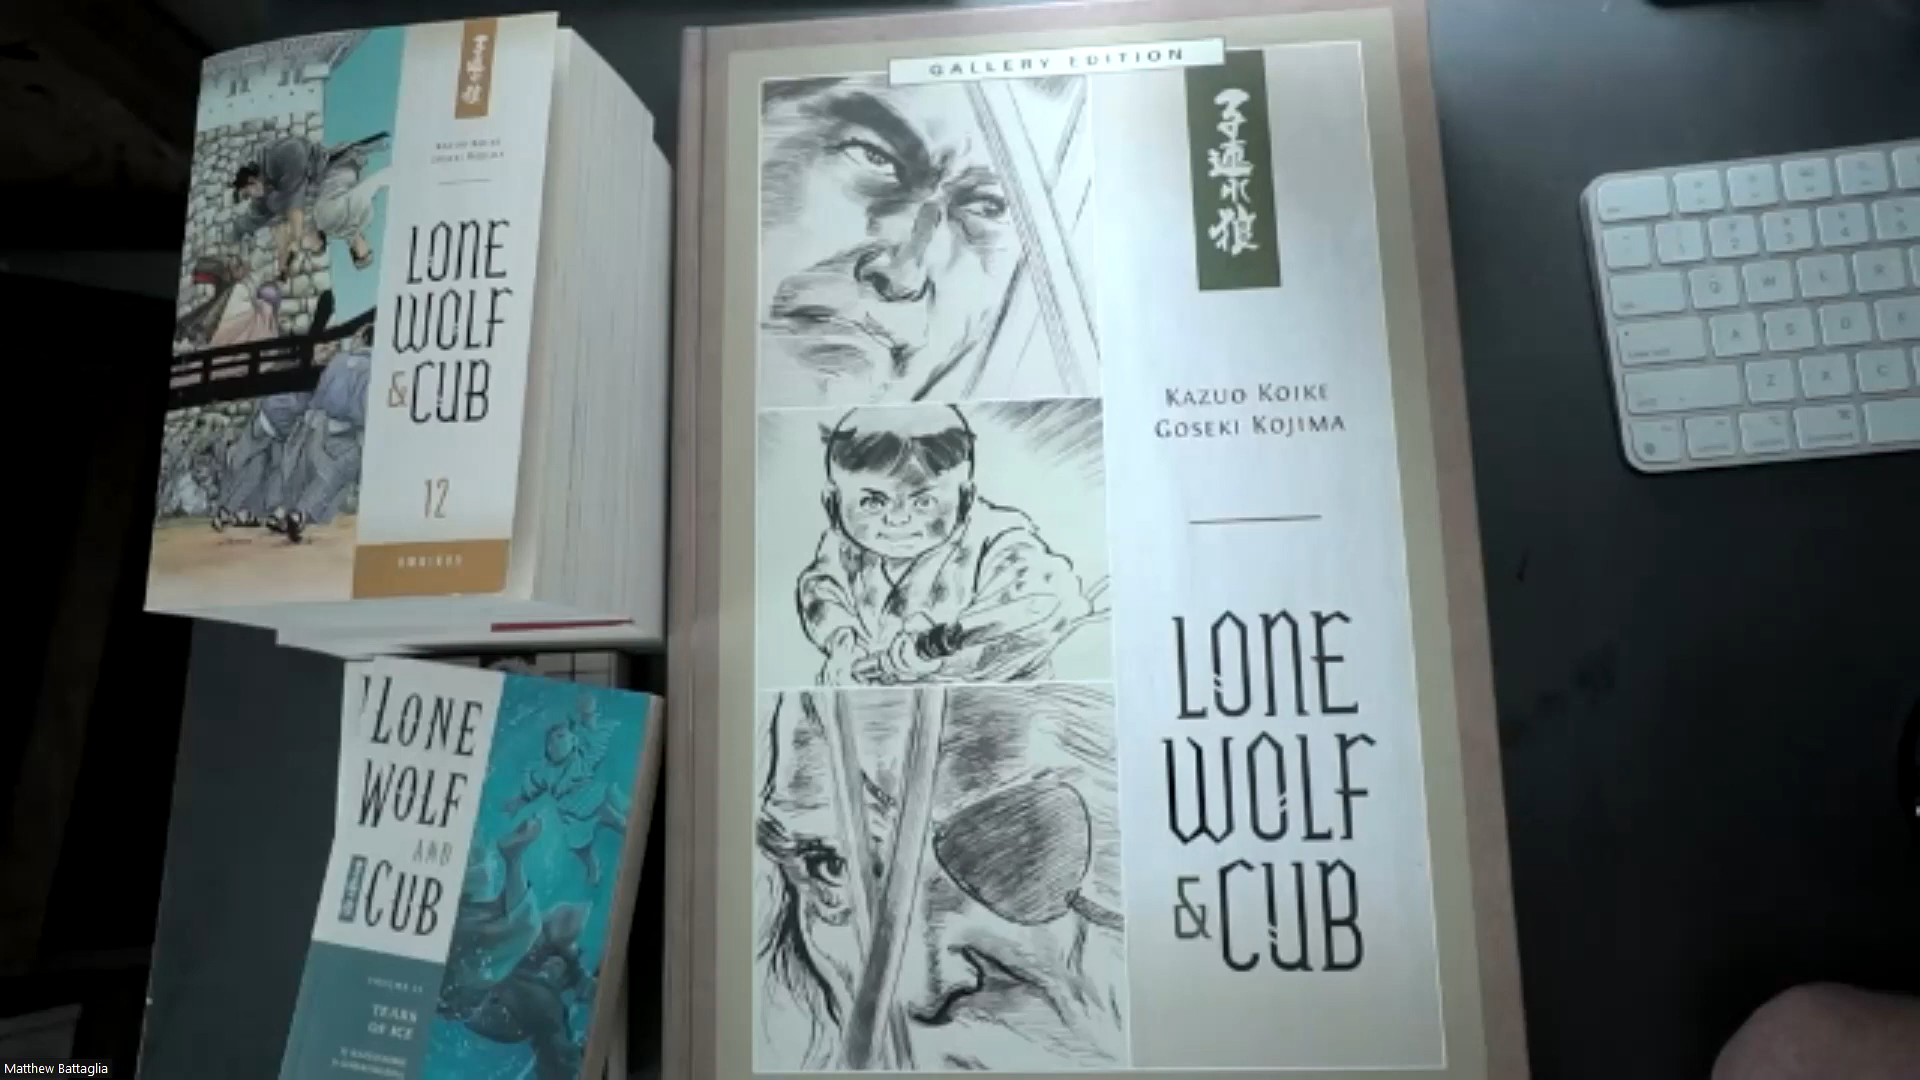 子連れ狼
KAZUO KOIKE
GOSEKI KOJIMA
LONE
WOLF
&CUB
12
OMNIBUS
GALLERY EDITION
子連れ狼
KAZUO KOIKE
GOSEKI KOJIMA
LONE
WOLF
&CUB
LONE
WOLF
AND
CUB
TEARS
OF ICE
Q W
A S D
Z X C
Matthew Battaglia